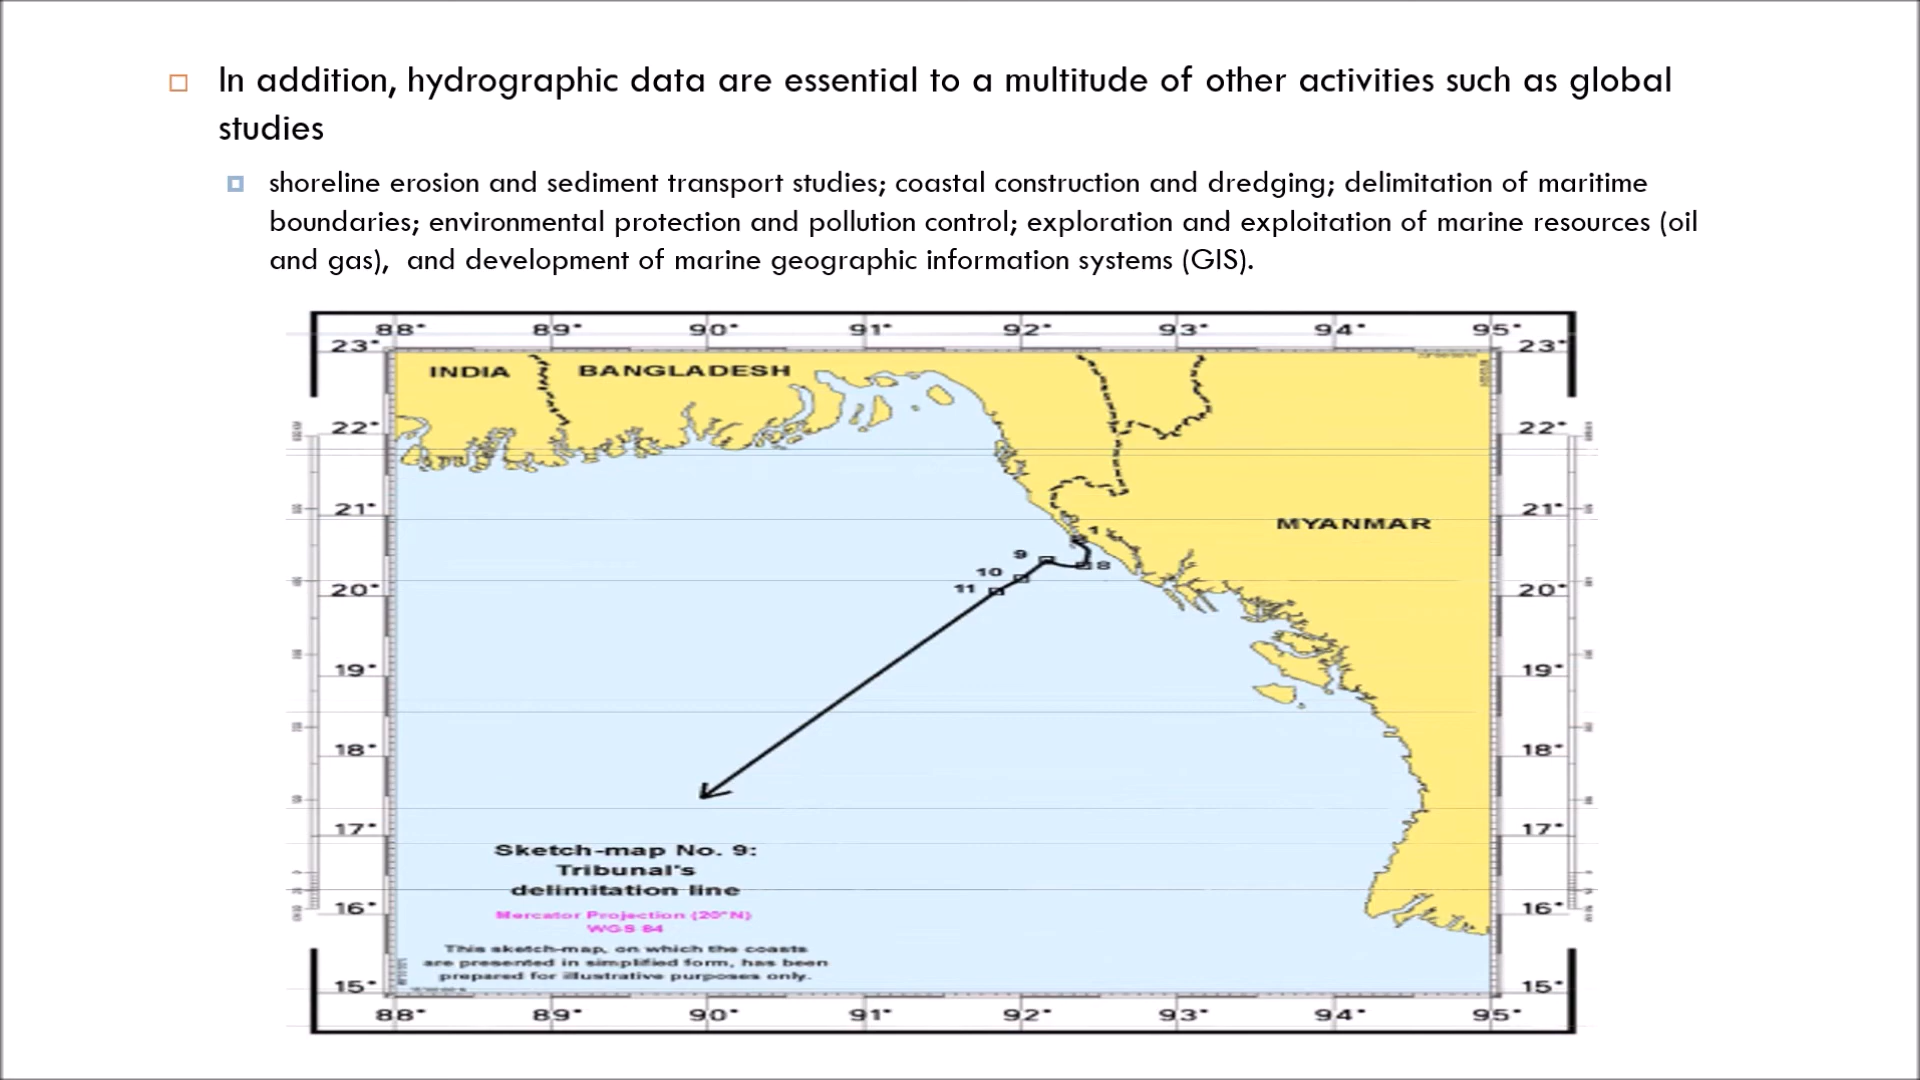 In addition, hydrographic data are essential to a multitude of other activities such as global
studies
shoreline erosion and sediment transport studies; coastal construction and dredging; delimitation of maritime
boundaries; environmental protection and pollution control; exploration and exploitation of marine resources (oil
and gas), and development of marine geographic information systems (GIS).
88° 89° 90° 91° 92° 93° 94° 95°
23° 23°
INDIA BANGLADESH
22° 22°
21° 21°
MYANMAR
1
9
8
10
11
20° 20°
19° 19°
18° 18°
17° 17°
Sketch-map No. 9:
Tribunal's
delimitation line
16° 16°
Mercator Projection (20°N)
WGS 84
This sketch-map, on which the coasts
are presented in simplified form, has been
prepared for illustrative purposes only.
15° 15°
88° 89° 90° 91° 92° 93° 94° 95°